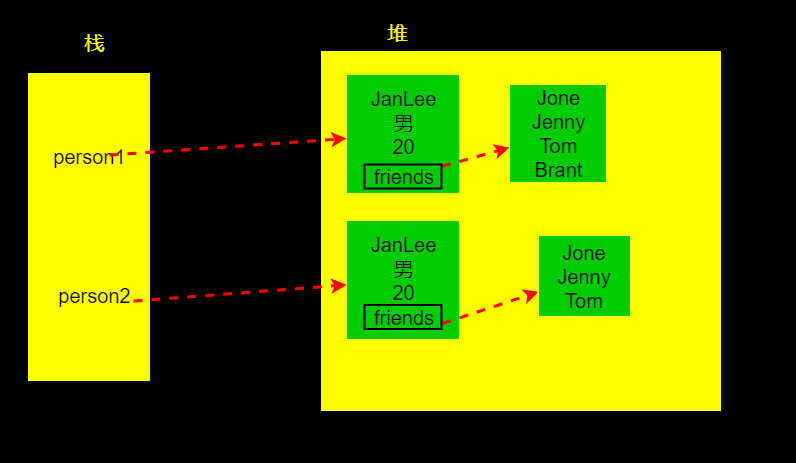 栈
堆
person1
JanLee
男
20
friends
Jone
Jenny
Tom
Brant
person2
JanLee
男
20
friends
Jone
Jenny
Tom